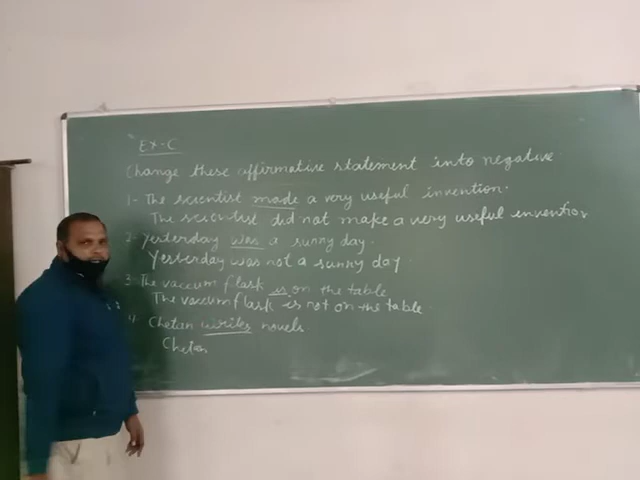 Ex-C
Change these affirmative statement into negative
1- The scientist made a very useful invention.
The scientist did not make a very useful invention
2- Yesterday was a sunny day.
Yesterday was not a sunny day.
3- The vaccum flask is on the table
The vaccum flask is not on the table.
4- Chetan writes novels
Chetan